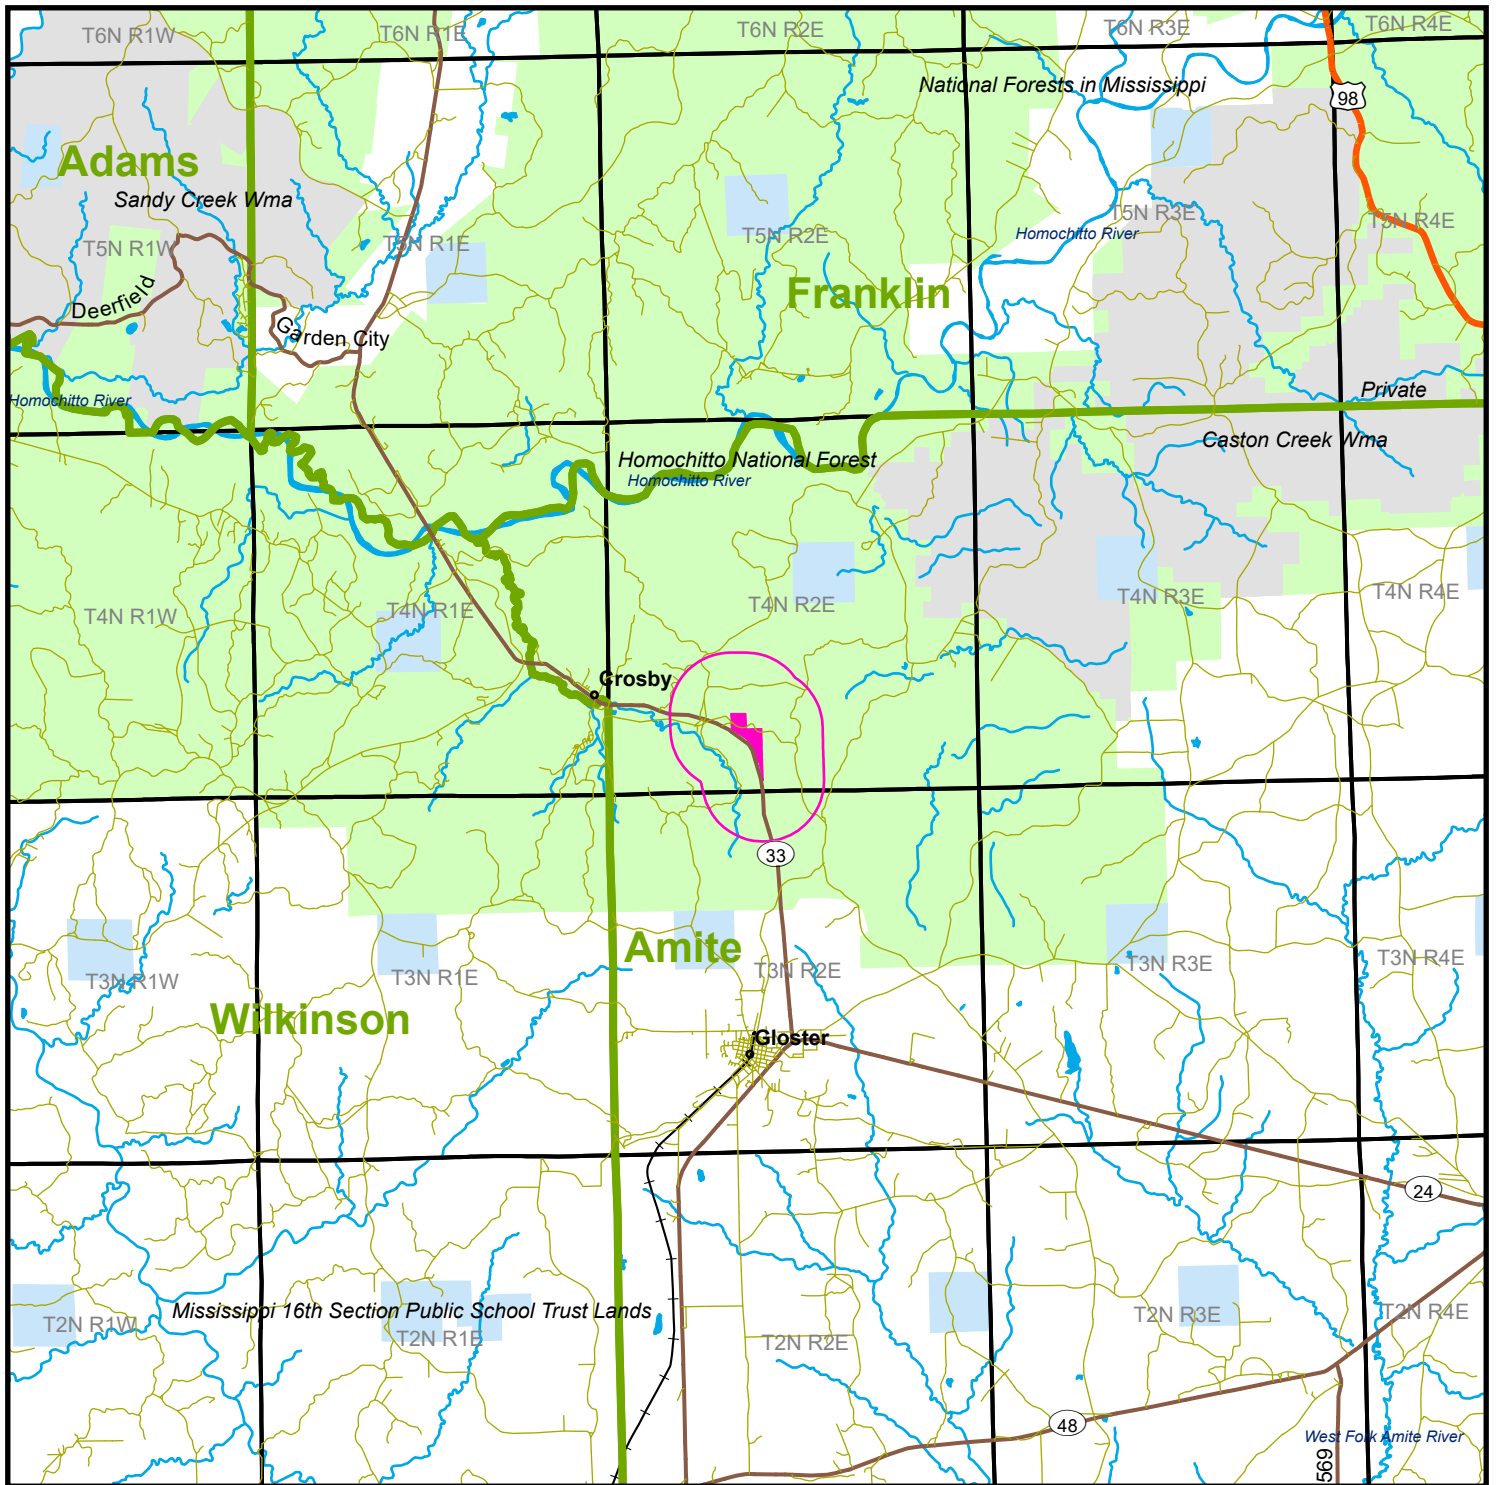 T6N R1W
T6N R1E
T6N R2E
T6N R3E
T6N R4E
National Forests in Mississippi
98
Adams
Sandy Creek Wma
T5N R1W
T5N R1E
T5N R2E
T5N R3E
T5N R4E
Homochitto River
Deerfield
Franklin
Garden City
Homochitto River
Private
Caston Creek Wma
Homochitto National Forest
Homochitto River
T4N R1W
T4N R1E
T4N R2E
T4N R3E
T4N R4E
Crosby
33
Amite
T3N R1W
T3N R1E
T3N R2E
T3N R3E
T3N R4E
Wilkinson
Gloster
24
Mississippi 16th Section Public School Trust Lands
T2N R1W
T2N R1E
T2N R2E
T2N R3E
T2N R4E
48
West Fork Amite River
569